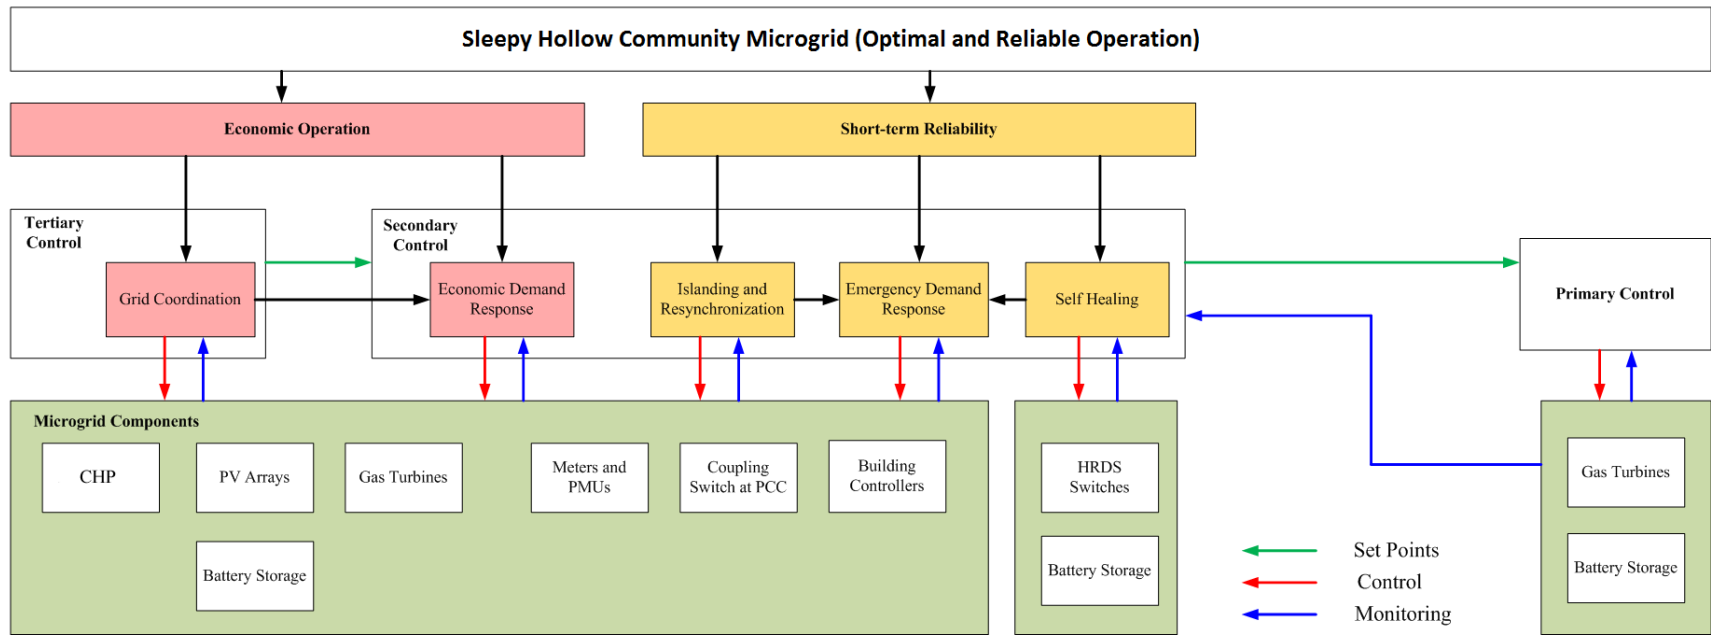 Sleepy Hollow Community Microgrid (Optimal and Reliable Operation)
Economic Operation
Short-term Reliability
Tertiary
Control
Secondary
Control
Grid Coordination
Economic Demand
Response
Islanding and
Resynchronization
Emergency Demand
Response
Self Healing
Primary Control
Microgrid Components
CHP
PV Arrays
Gas Turbines
Meters and
PMUs
Coupling
Switch at PCC
Building
Controllers
Battery Storage
HRDS
Switches
Battery Storage
Gas Turbines
Battery Storage
Set Points
Control
Monitoring